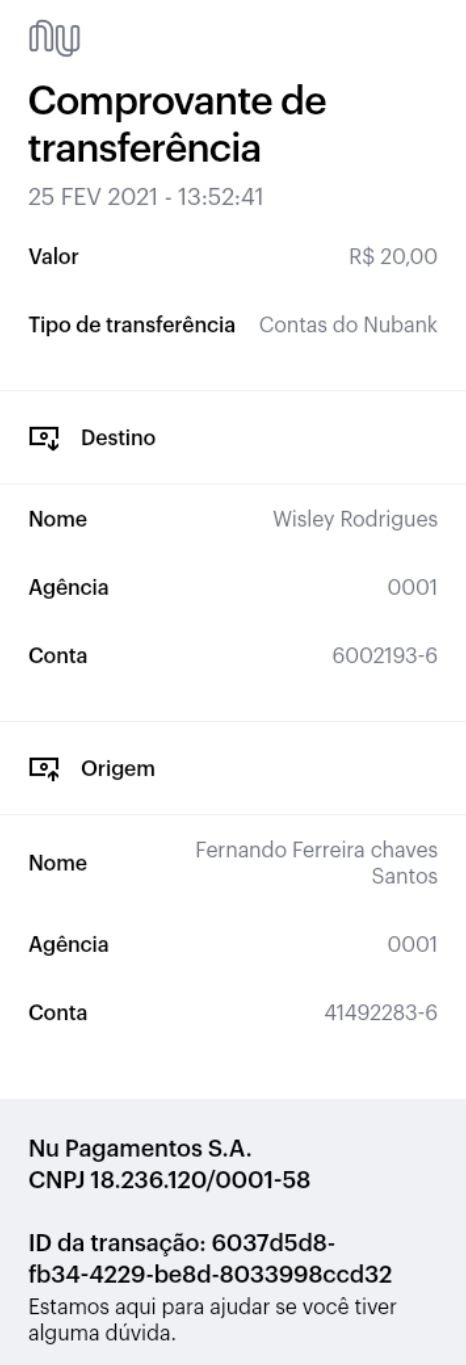 nu
Comprovante de
transferência
25 FEV 2021 - 13:52:41
Valor R$ 20,00
Tipo de transferência Contas do Nubank
Destino
Nome Wisley Rodrigues
Agência 0001
Conta 6002193-6
Origem
Nome Fernando Ferreira chaves
Santos
Agência 0001
Conta 41492283-6
Nu Pagamentos S.A.
CNPJ 18.236.120/0001-58
ID da transação: 6037d5d8-
fb34-4229-be8d-8033998ccd32
Estamos aqui para ajudar se você tiver
alguma dúvida.